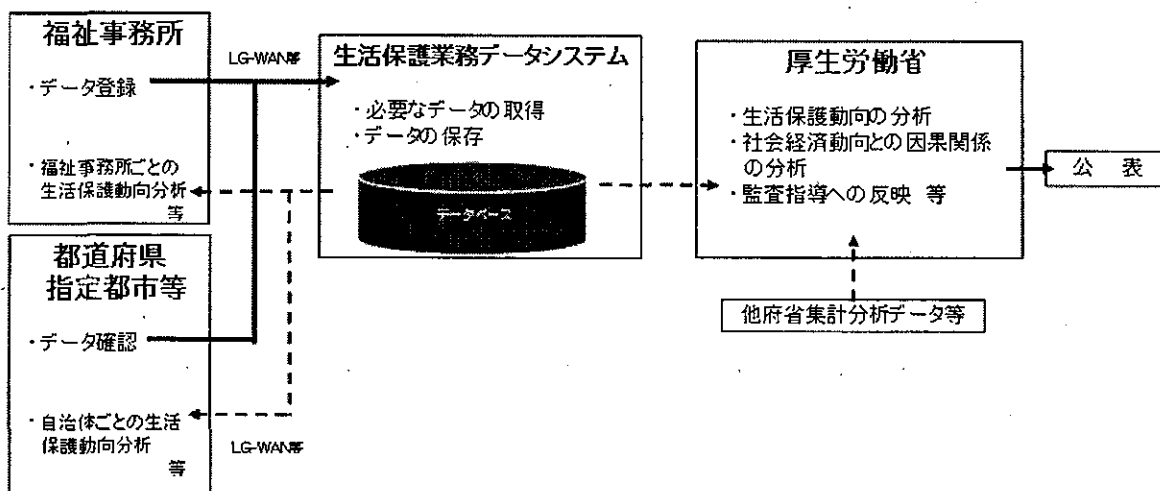 福祉事務所
・データ登録
・福祉事務所ごとの
生活保護動向分析
等
都道府県
指定都市等
・データ確認
・自治体ごとの生活
保護動向分析
等
LG-WAN等
LG-WAN等
生活保護業務データシステム
・必要なデータの取得
・データの保存
データベース
厚生労働省
・生活保護動向の分析
・社会経済動向との因果関係
の分析
・監査指導への反映 等
公 表
他府省集計分析データ等